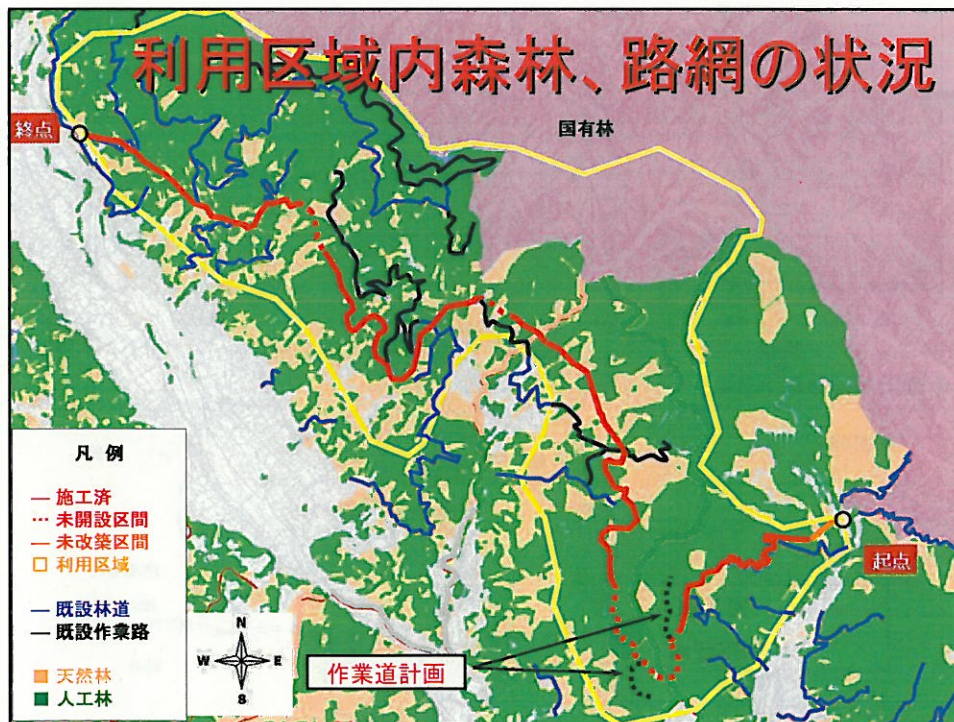 利用区域内森林、路網の状況
終点
国有林
凡例
施工済
未開設区間
未改築区間
利用区域
既設林道
既設作業路
天然林
人工林
N
W
E
S
作業道計画
起点